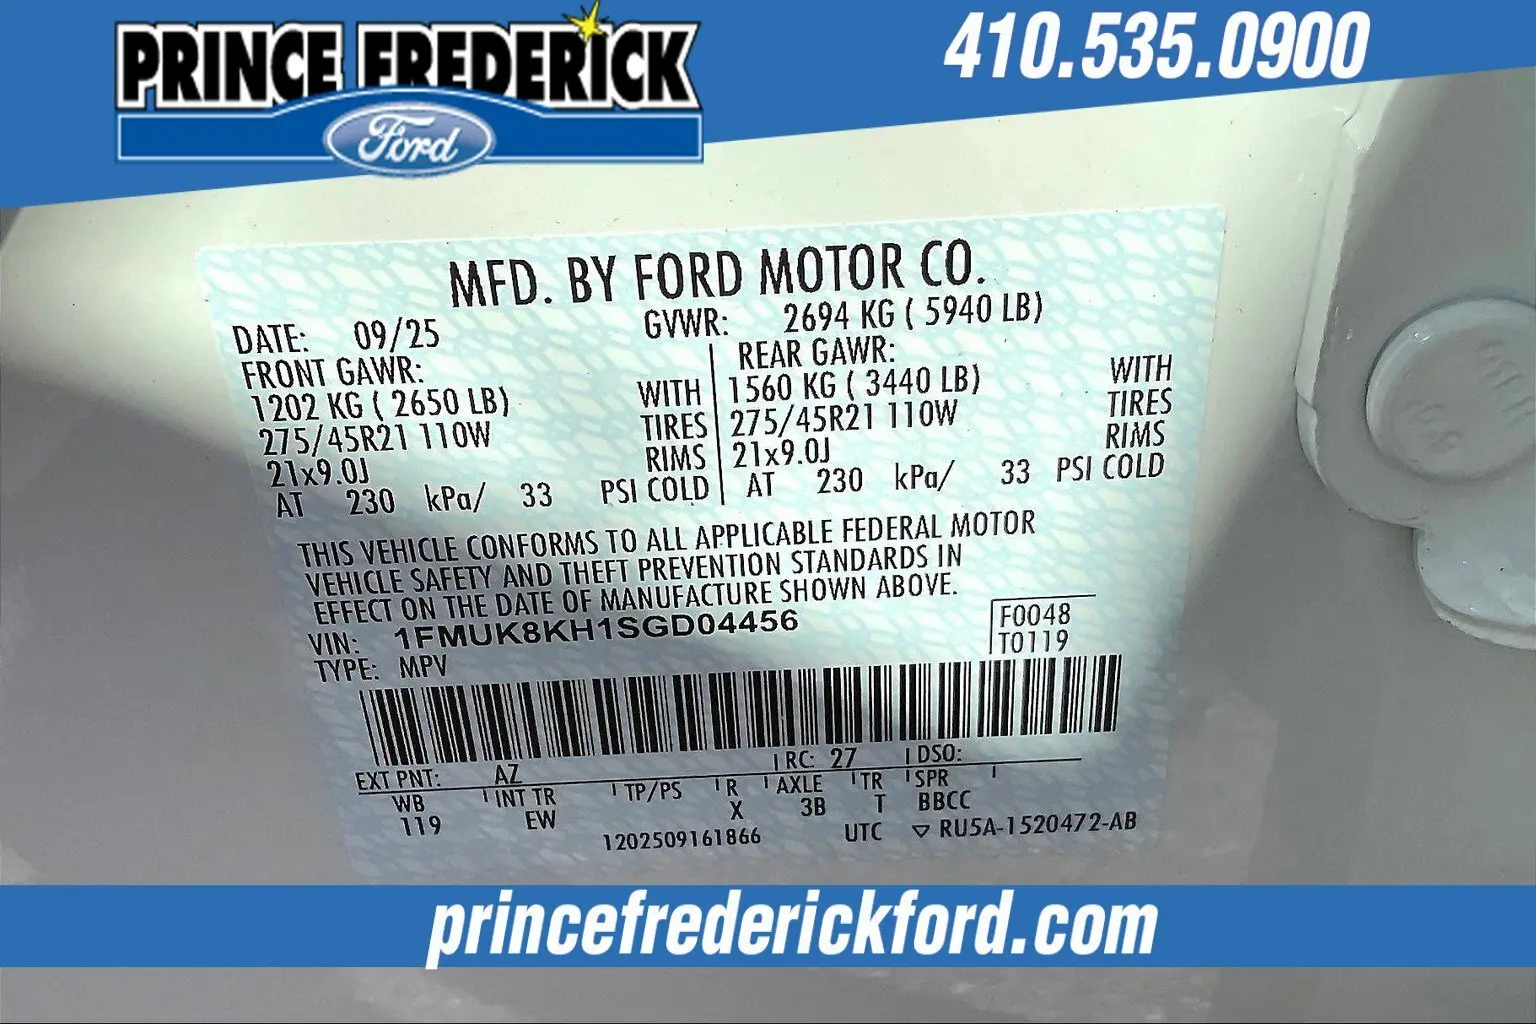 PRINCE FREDERICK
Ford
410.535.0900
MFD. BY FORD MOTOR CO.
DATE: 09/25 GVWR: 2694 KG ( 5940 LB)
FRONT GAWR: REAR GAWR:
1202 KG ( 2650 LB) WITH 1560 KG ( 3440 LB) WITH
275/45R21 110W TIRES 275/45R21 110W TIRES
21x9.0J RIMS 21x9.0J RIMS
AT 230 kPa/ 33 PSI COLD AT 230 kPa/ 33 PSI COLD
THIS VEHICLE CONFORMS TO ALL APPLICABLE FEDERAL MOTOR
VEHICLE SAFETY AND THEFT PREVENTION STANDARDS IN
EFFECT ON THE DATE OF MANUFACTURE SHOWN ABOVE.
VIN: 1FMUK8KH1SGD04456 F0048
TYPE: MPV T0119
EXT PNT: AZ RC: 27 DSO:
WB INT TR TP/PS R AXLE TR SPR
119 EW X 3B T BBCC
1202509161866 UTC ▽ RU5A-1520472-AB
princefrederickford.com